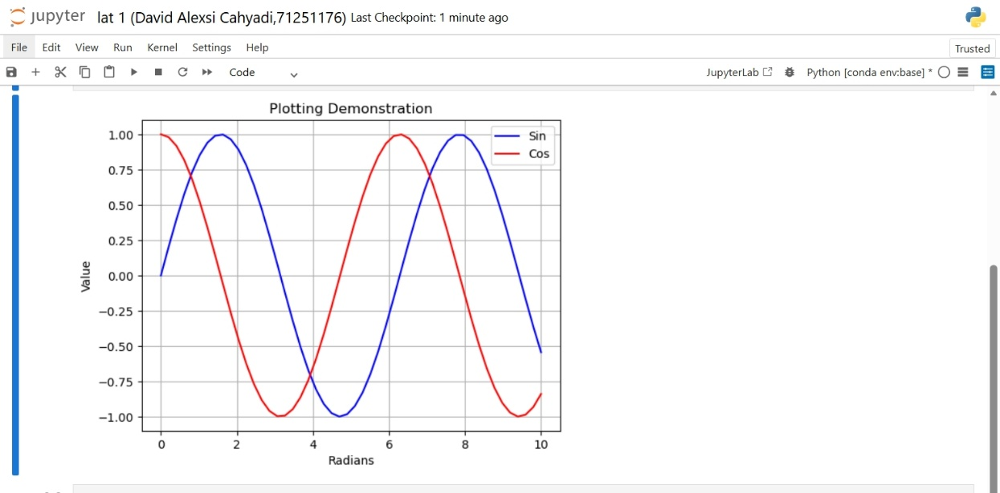 jupyter lat 1 (David Alexsi Cahyadi,71251176) Last Checkpoint: 1 minute ago
File Edit View Run Kernel Settings Help Trusted
Code JupyterLab Python [conda env:base] *
Plotting Demonstration
Sin
Cos
1.00
0.75
0.50
0.25
0.00
−0.25
−0.50
−0.75
−1.00
Value
0 2 4 6 8 10
Radians